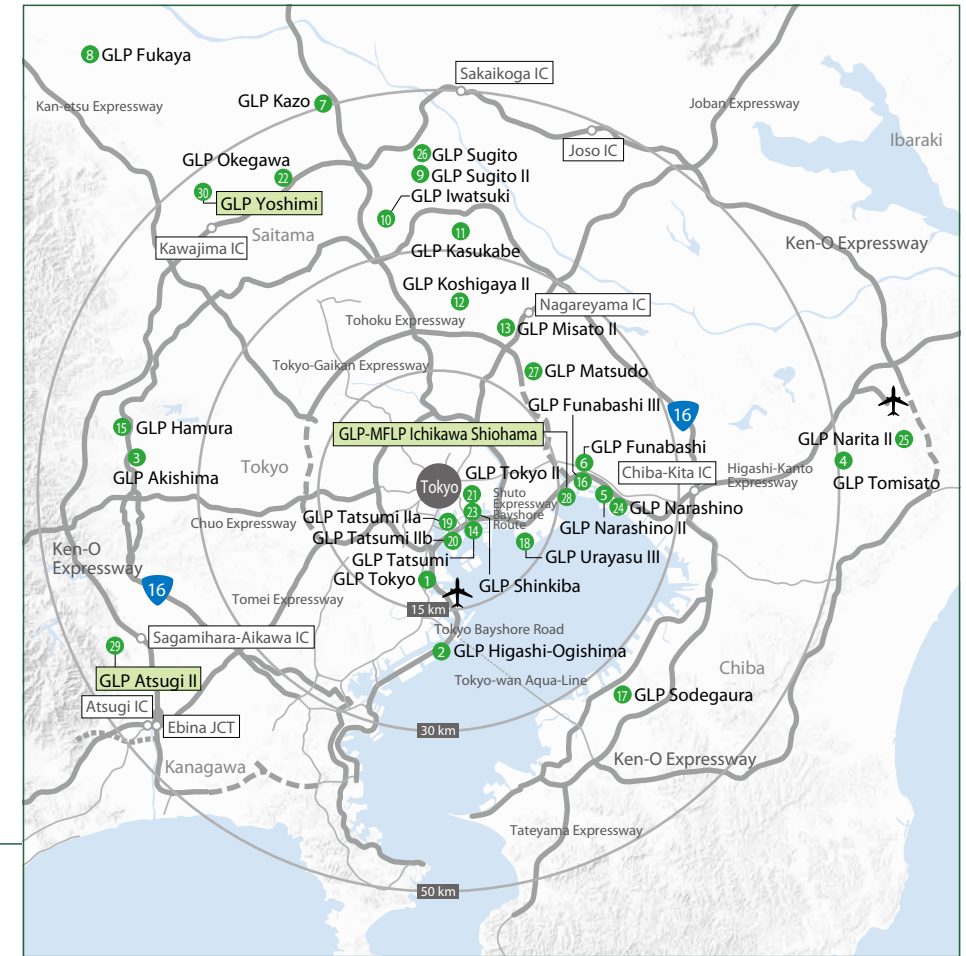 8 GLP Fukaya
Sakaikoga IC
Kan-etsu Expressway
GLP Kazo 7
Joban Expressway
Joso IC
Ibaraki
GLP Okegawa
22
26 GLP Sugito
9 GLP Sugito II
30
GLP Yoshimi
GLP Iwatsuki
10
11
GLP Kasukabe
Saitama
Kawajima IC
Ken-O Expressway
GLP Koshigaya II
12
Nagareyama IC
Tohoku Expressway
13 GLP Misato II
Tokyo-Gaikan Expressway
27 GLP Matsudo
GLP Funabashi III
16
15 GLP Hamura
GLP-MFLP Ichikawa Shiohama
GLP Funabashi
6
GLP Narita II 25
3
GLP Akishima
Tokyo
Tokyo
GLP Tokyo II
21
16
Chiba-Kita IC
Higashi-Kanto
Expressway
4
GLP Tomisato
Shuto
Expressway
Bayshore
Route
28
5
24 GLP Narashino
GLP Narashino II
Chuo Expressway
GLP Tatsumi IIa
19
23
GLP Tatsumi IIb
20
14
18
GLP Urayasu III
GLP Tatsumi
Ken-O
Expressway
GLP Tokyo 1
GLP Shinkiba
16
Tomei Expressway
15 km
Tokyo Bayshore Road
29
Sagamihara-Aikawa IC
2 GLP Higashi-Ogishima
Chiba
GLP Atsugi II
Tokyo-wan Aqua-Line
17 GLP Sodegaura
Atsugi IC
Ebina JCT
30 km
Kanagawa
Ken-O Expressway
Tateyama Expressway
50 km